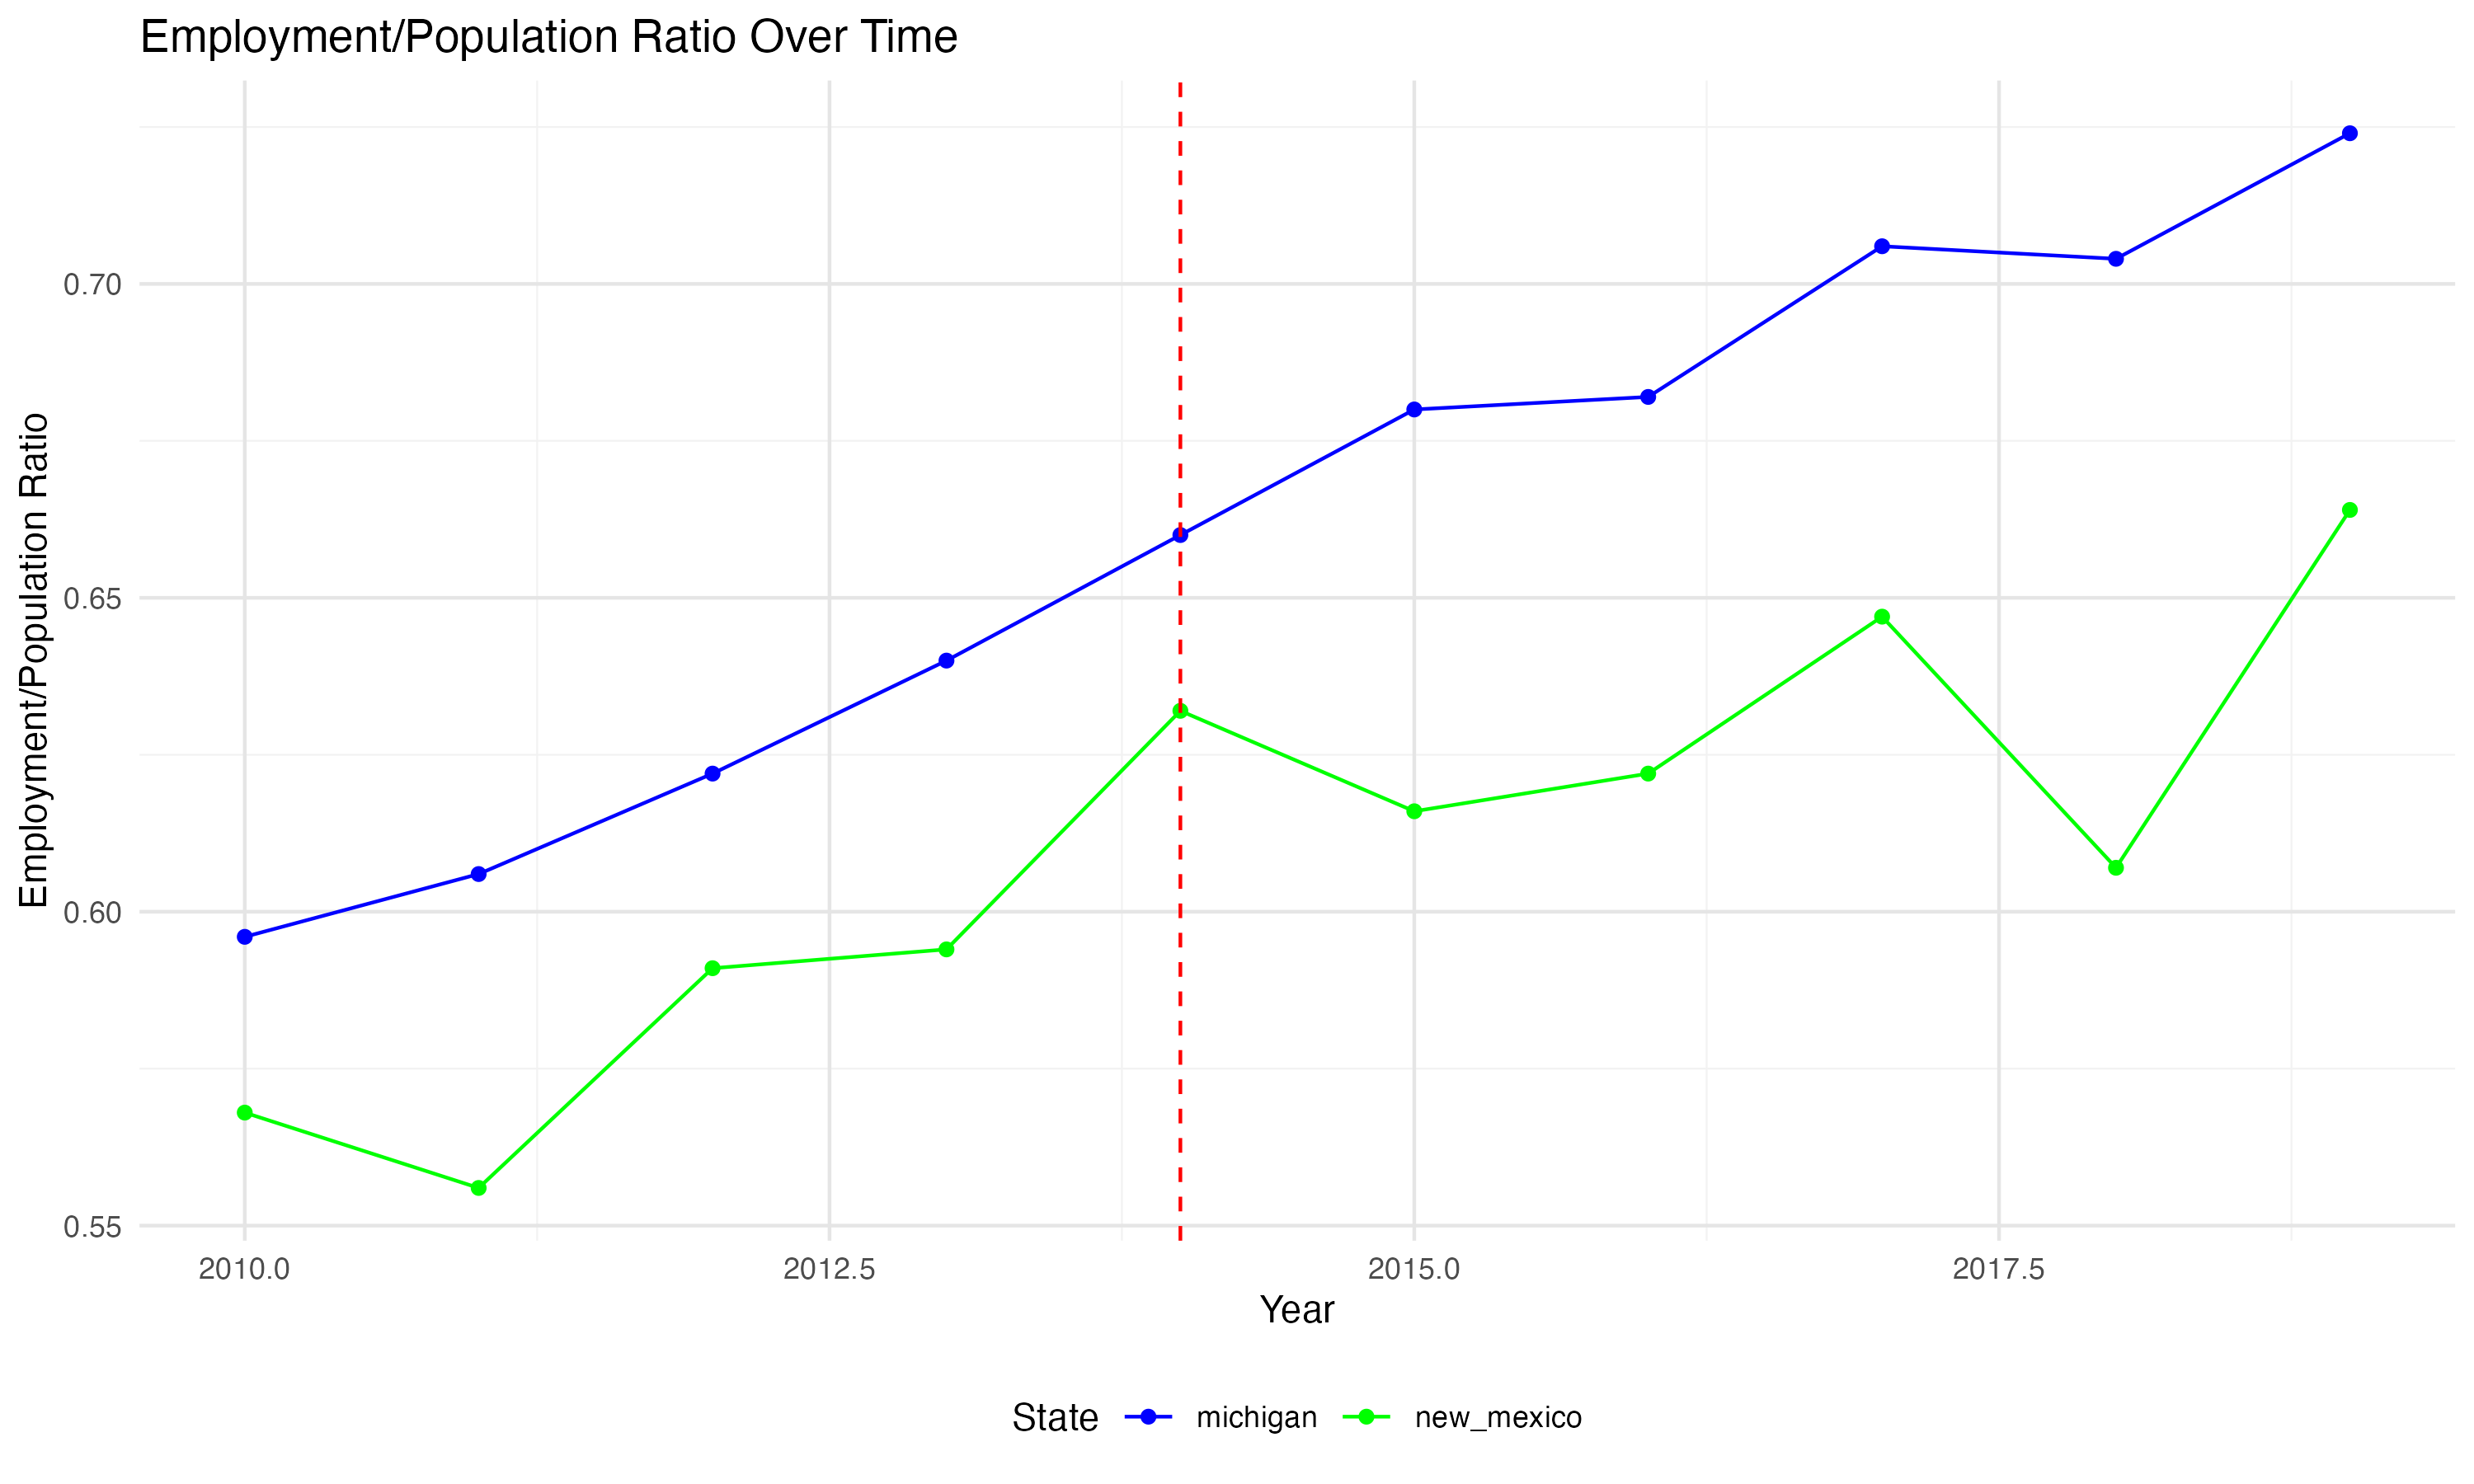 Employment/Population Ratio Over Time
Employment/Population Ratio
0.70
0.65
0.60
0.55
2010.0 2012.5 2015.0 2017.5
Year
State michigan new_mexico